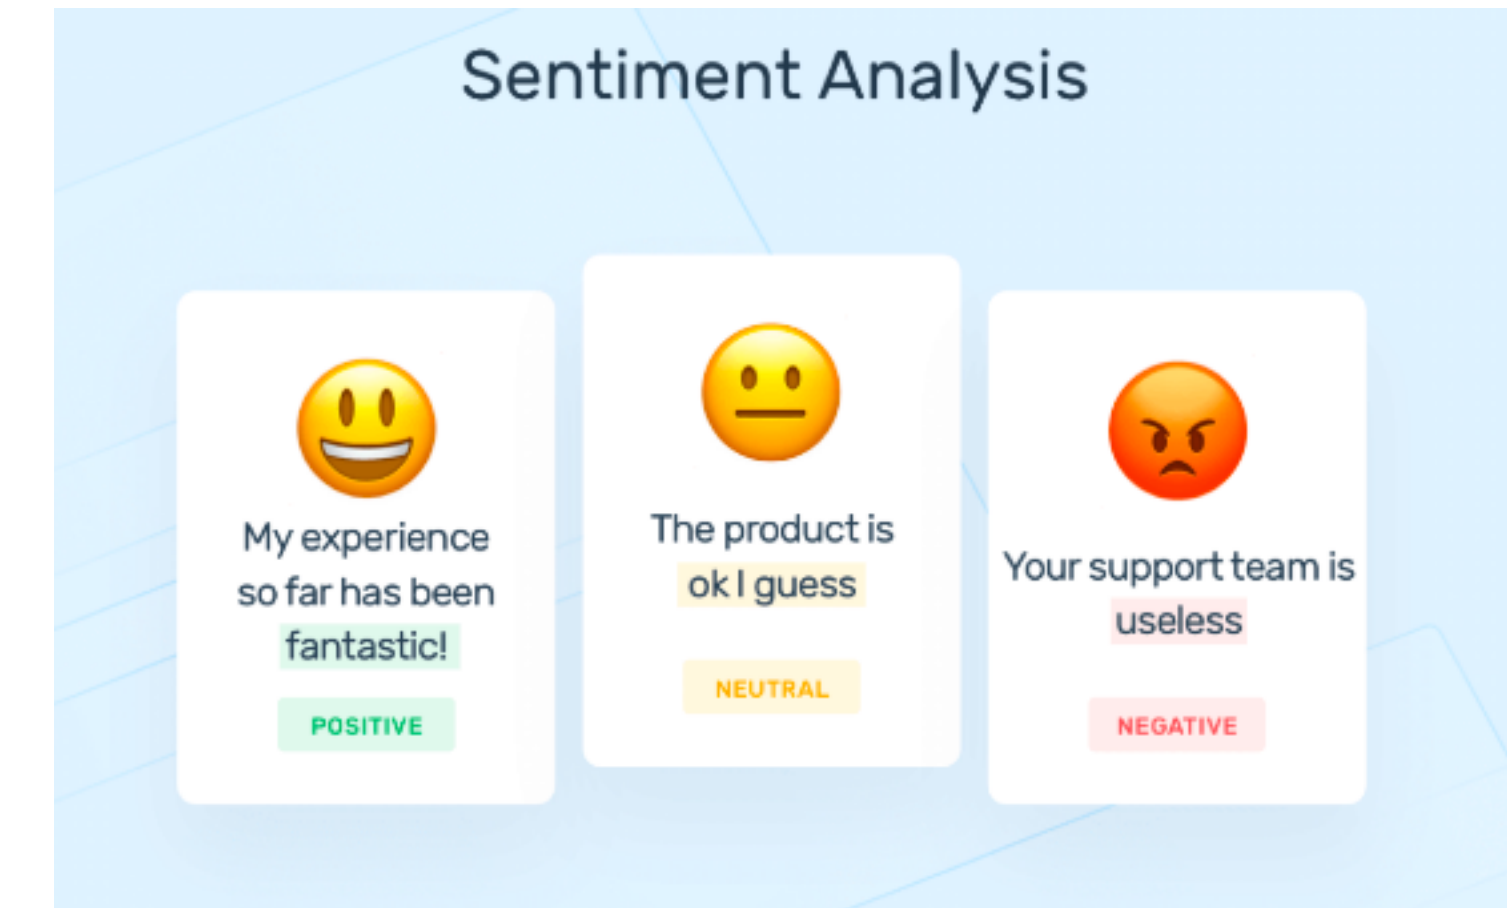 Sentiment Analysis
My experience
so far has been
fantastic!
POSITIVE
The product is
ok I guess
NEUTRAL
Your support team is
useless
NEGATIVE